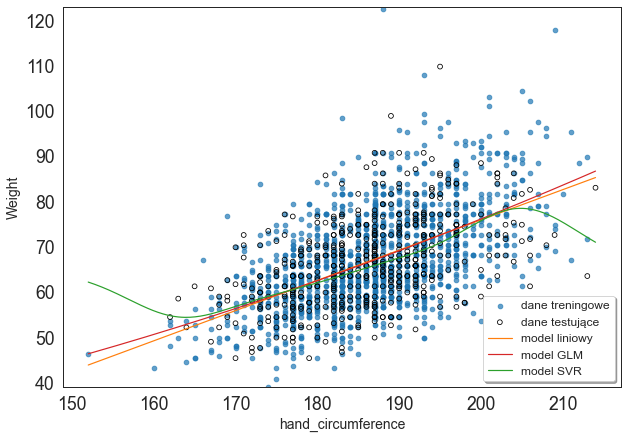 120
110
100
90
80
70
60
50
40
Weight
150
160
170
180
190
200
210
hand_circumference
dane treningowe
dane testujące
model liniowy
model GLM
model SVR